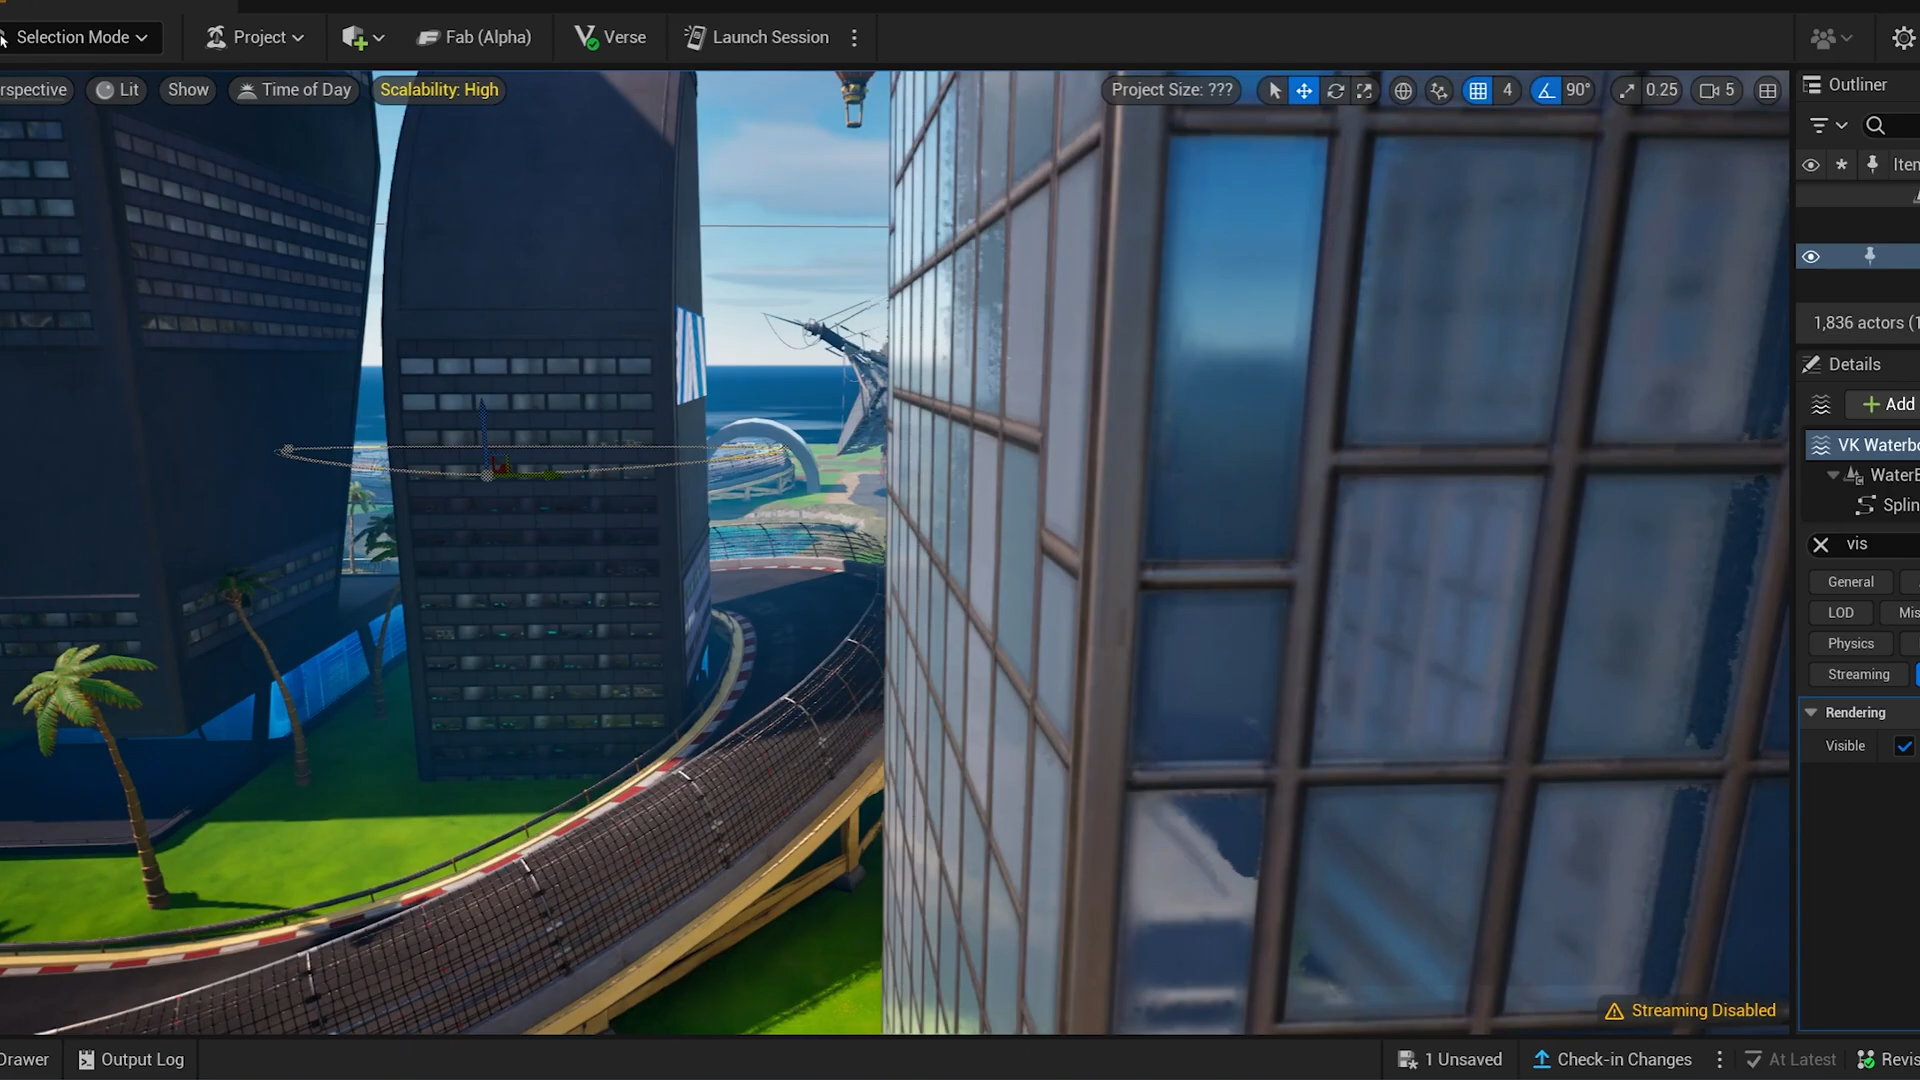 Selection Mode
Project
Fab (Alpha)
Verse
Launch Session
rspective
Lit
Show
Time of Day
Scalability: High
Project Size: ???
4
90°
0.25
5
Outliner
Iten
1,836 actors (1
Details
Add
VK Waterbo
WaterB
Splin
vis
General
LOD
Mis
Physics
Streaming
Rendering
Visible
Streaming Disabled
Drawer
Output Log
1 Unsaved
Check-in Changes
At Latest
Revis